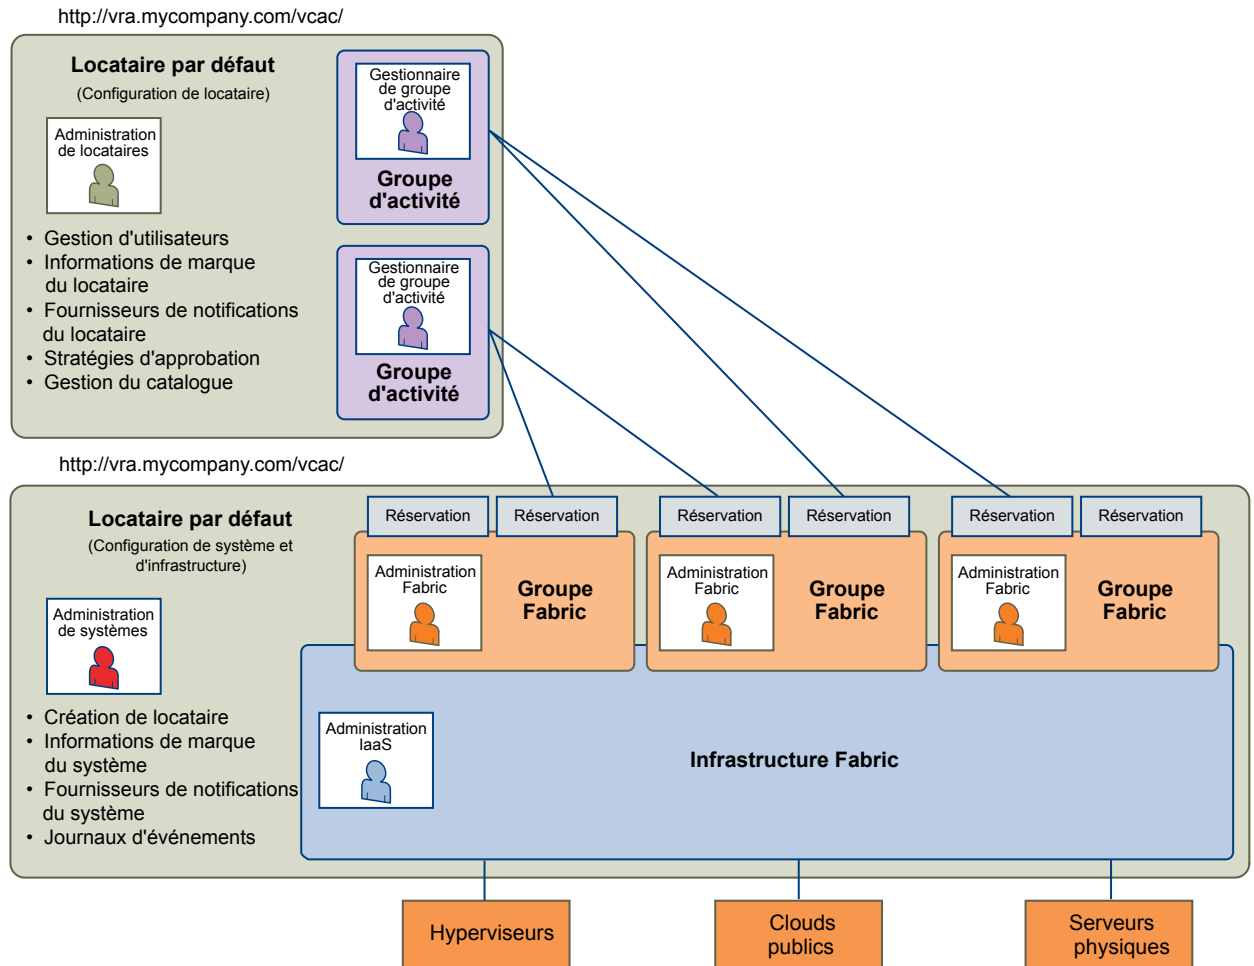 http://vra.mycompany.com/vcac/
Locataire par défaut
(Configuration de locataire)
Administration
de locataires
• Gestion d'utilisateurs
• Informations de marque
du locataire
• Fournisseurs de notifications
du locataire
• Stratégies d'approbation
• Gestion du catalogue
Gestionnaire
de groupe
d'activité
Groupe
d'activité
Gestionnaire
de groupe
d'activité
Groupe
d'activité
http://vra.mycompany.com/vcac/
Locataire par défaut
(Configuration de système et
d'infrastructure)
Administration
de systèmes
• Création de locataire
• Informations de marque
du système
• Fournisseurs de notifications
du système
• Journaux d'événements
Réservation
Réservation
Administration
Fabric
Groupe
Fabric
Réservation
Réservation
Administration
Fabric
Groupe
Fabric
Réservation
Réservation
Administration
Fabric
Groupe
Fabric
Administration
IaaS
Infrastructure Fabric
Hyperviseurs
Clouds
publics
Serveurs
physiques